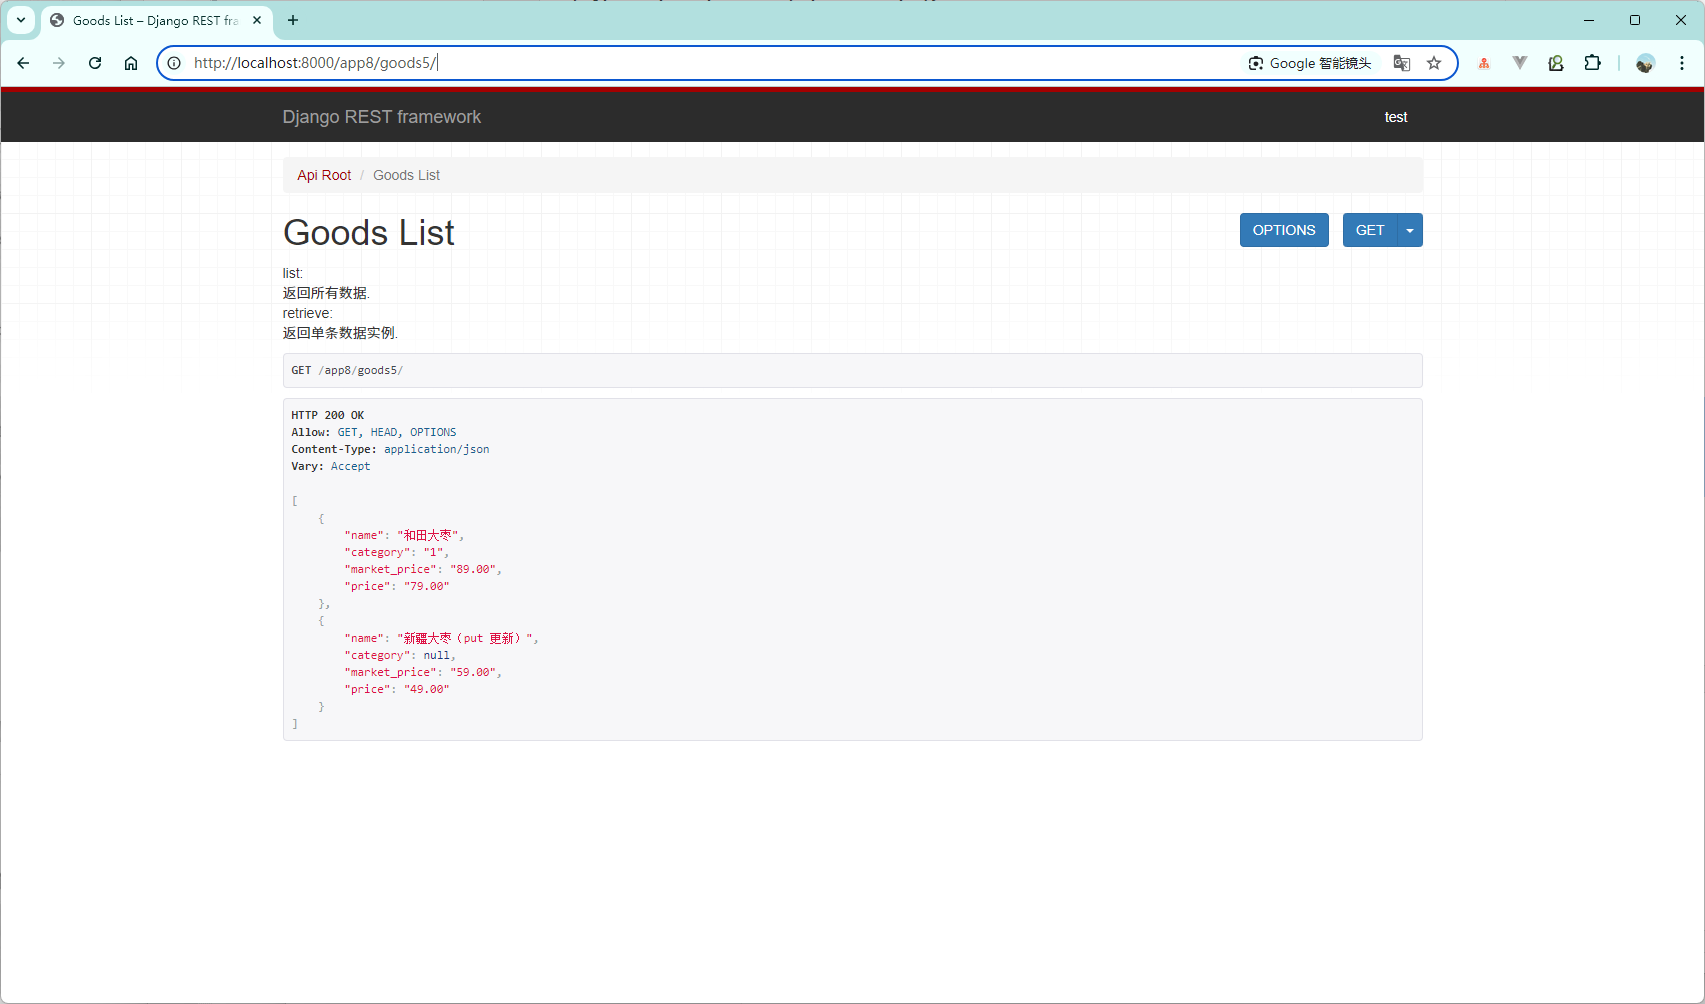 Goods List – Django REST fra
http://localhost:8000/app8/goods5/
Google 智能镜头
Django REST framework
test
Api Root / Goods List
Goods List
OPTIONS
GET
list:
返回所有数据.
retrieve:
返回单条数据实例.
GET /app8/goods5/
HTTP 200 OK
Allow: GET, HEAD, OPTIONS
Content-Type: application/json
Vary: Accept
[
    {
        "name": "和田大枣",
        "category": "1",
        "market_price": "89.00",
        "price": "79.00"
    },
    {
        "name": "新疆大枣（put 更新）",
        "category": null,
        "market_price": "59.00",
        "price": "49.00"
    }
]